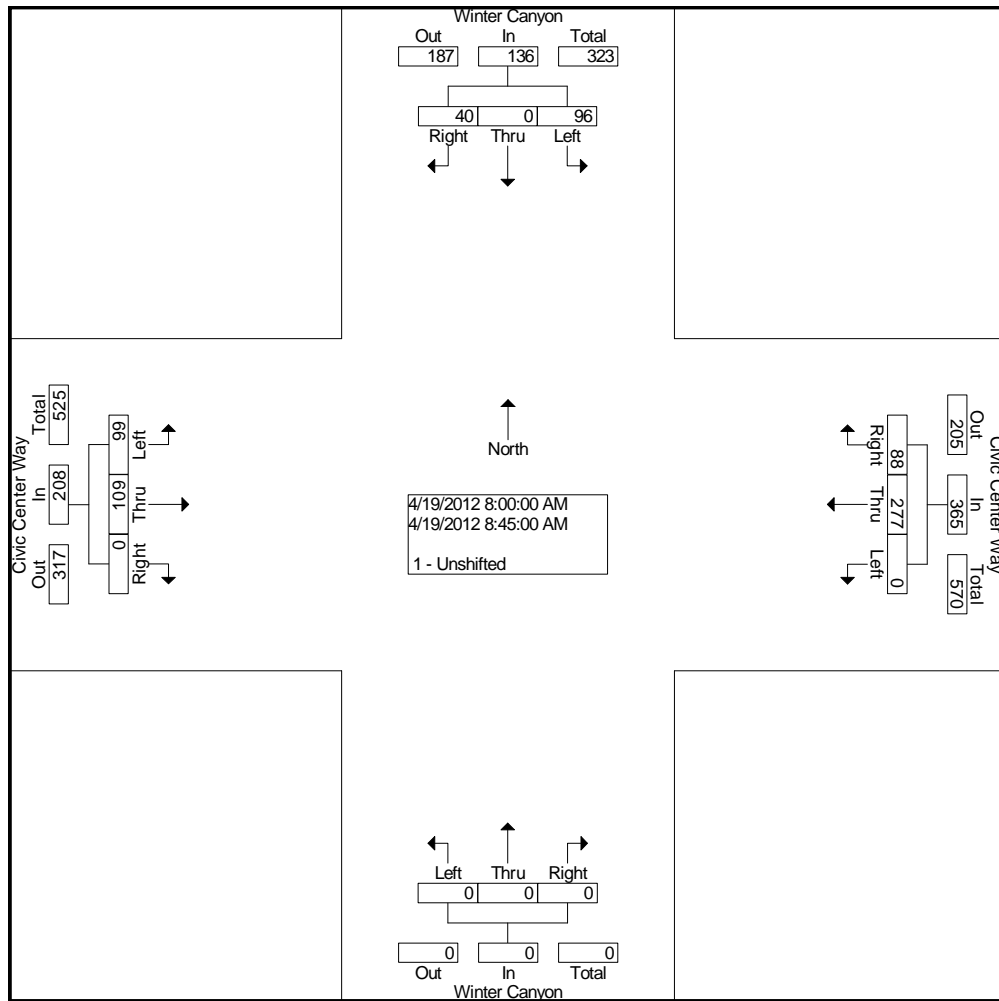 Winter Canyon
Out In Total
187 136 323
40 0 96
Right Thru Left
Civic Center Way
Total In Out
525 208 317
99 109 0
Left Thru Right
North
4/19/2012 8:00:00 AM
4/19/2012 8:45:00 AM
1 - Unshifted
Right Thru Left
88 277 0
205 365 570
Out In Total
Civic Center Way
Left Thru Right
0 0 0
0 0 0
Out In Total
Winter Canyon